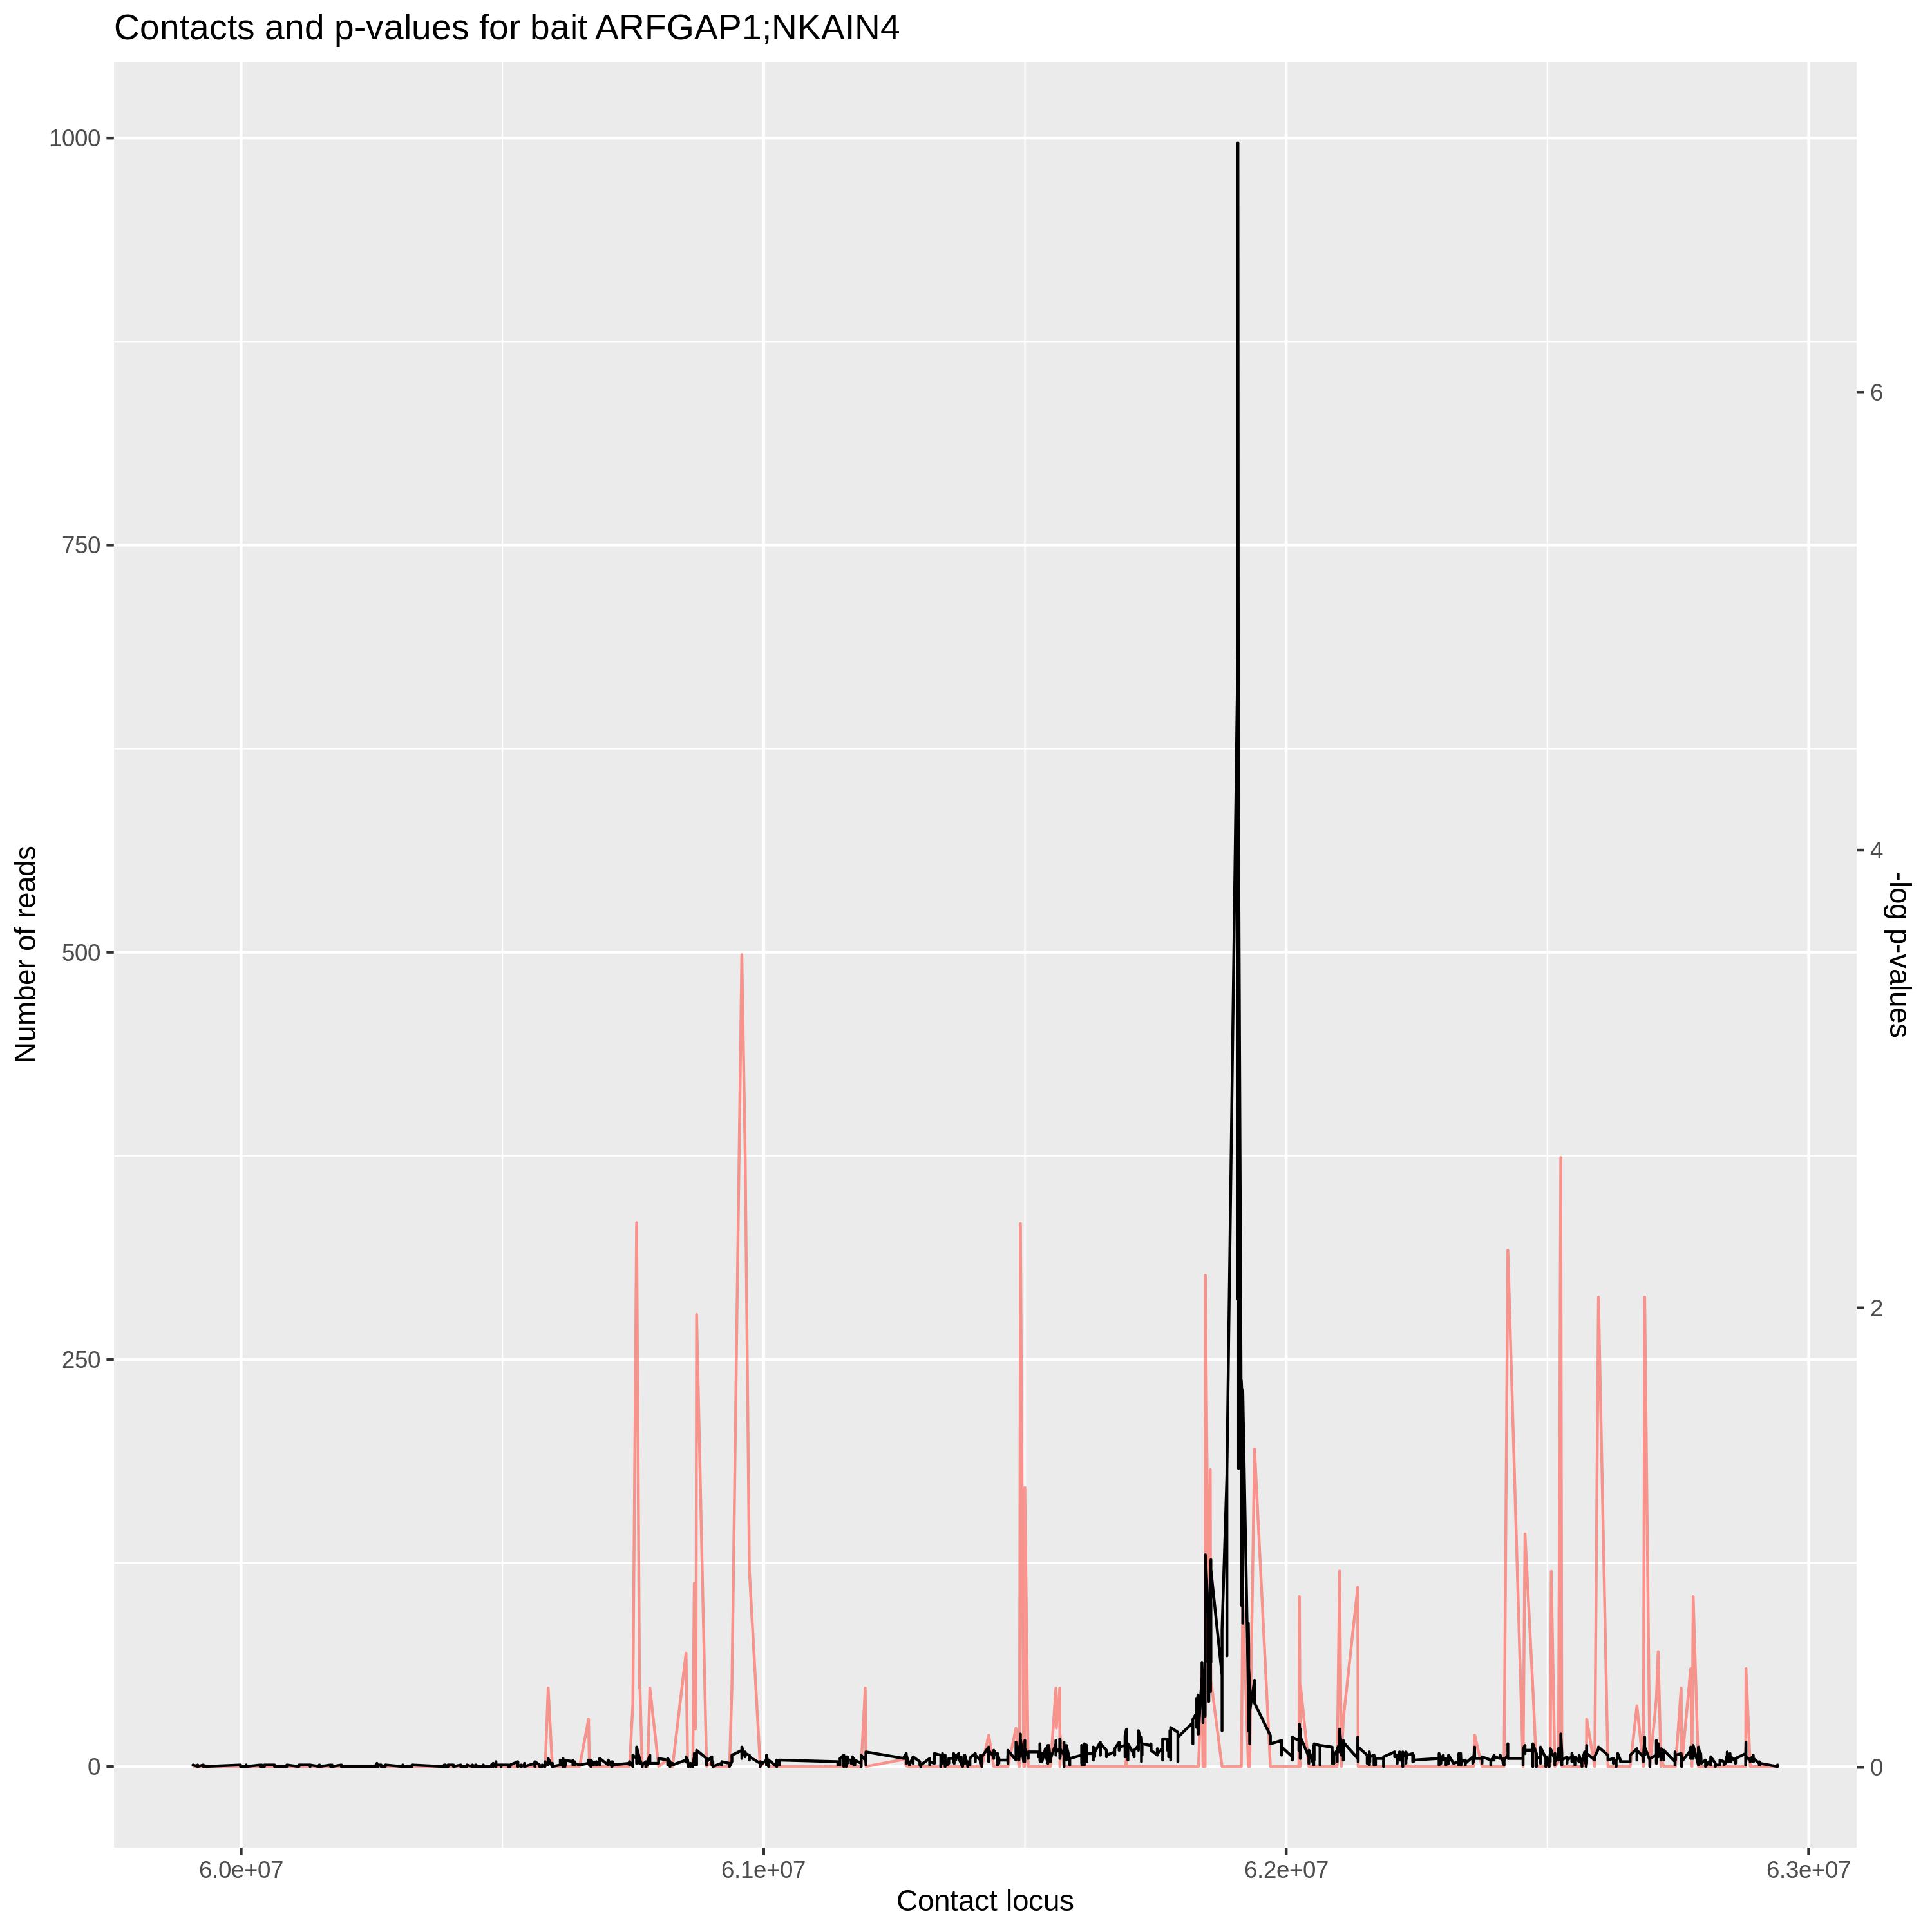 Contacts and p-values for bait ARFGAP1;NKAIN4
1000
750
500
250
0
Number of reads
6
4
2
0
-log p-values
6.0e+07
6.1e+07
6.2e+07
6.3e+07
Contact locus